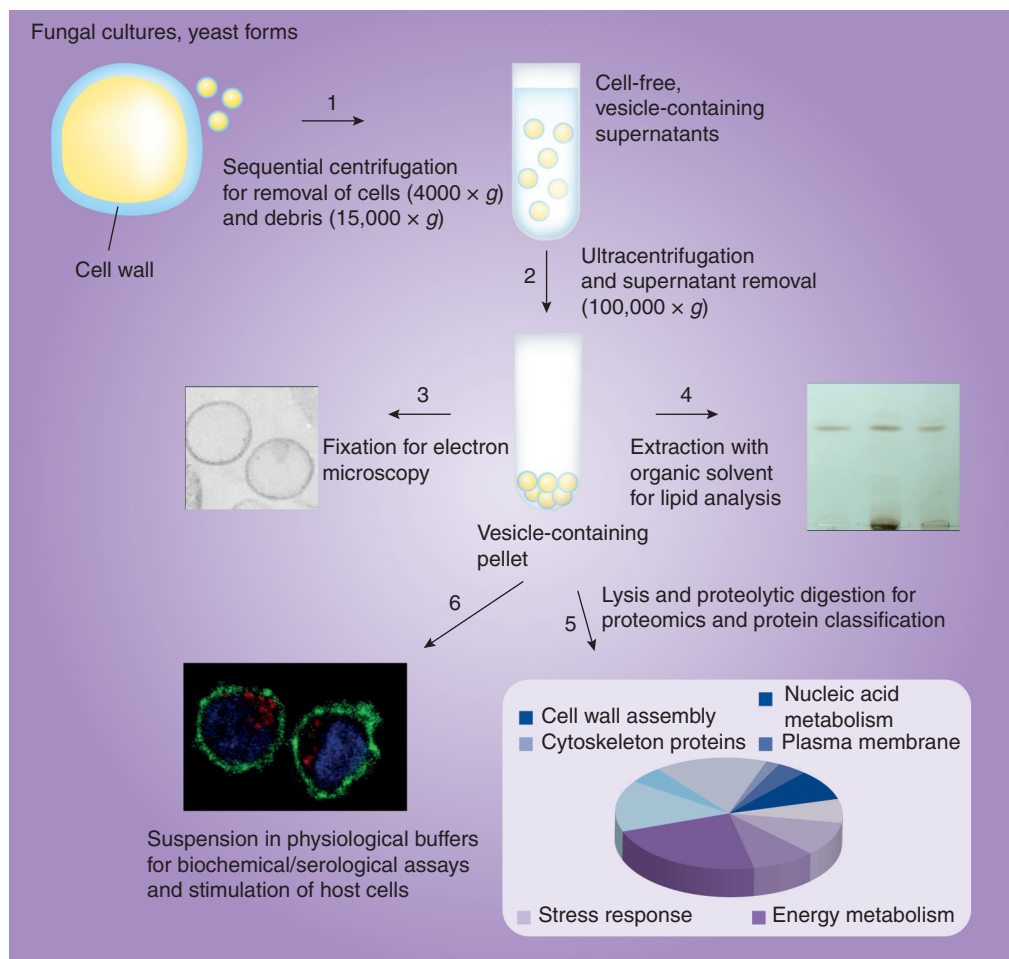 Fungal cultures, yeast forms
1
Sequential centrifugation
for removal of cells (4000 × g)
and debris (15,000 × g)
Cell wall
Cell-free,
vesicle-containing
supernatants
2
Ultracentrifugation
and supernatant removal
(100,000 × g)
3
Fixation for electron
microscopy
4
Extraction with
organic solvent
for lipid analysis
Vesicle-containing
pellet
5
Lysis and proteolytic digestion for
proteomics and protein classification
6
Suspension in physiological buffers
for biochemical/serological assays
and stimulation of host cells
Cell wall assembly
Nucleic acid
metabolism
Cytoskeleton proteins
Plasma membrane
Stress response
Energy metabolism